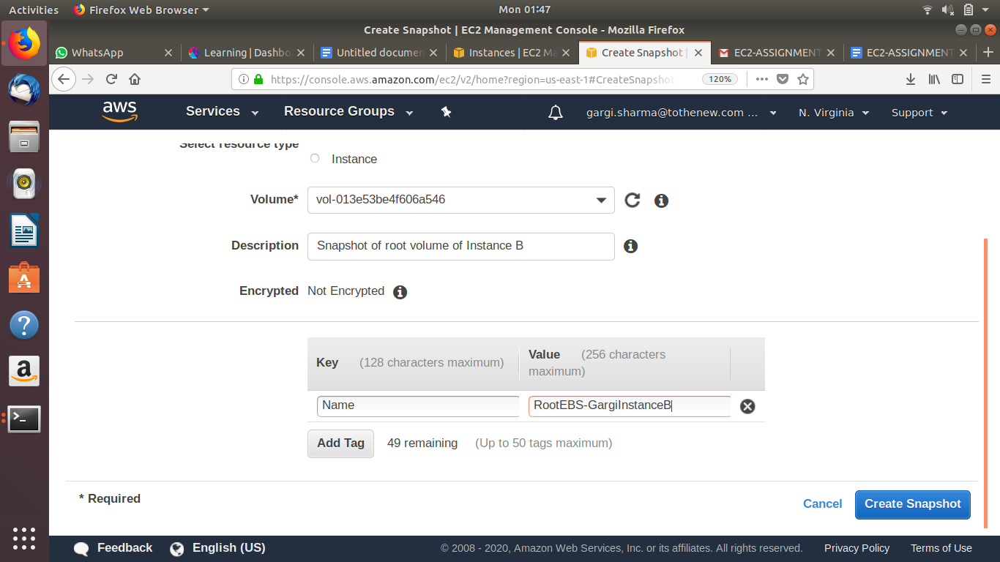 Activities Firefox Web Browser Mon 01:47
Create Snapshot | EC2 Management Console - Mozilla Firefox
WhatsApp Learning | Dashbo Untitled documen Instances | EC2 Ma Create Snapshot | EC2-ASSIGNMENT EC2-ASSIGNMENT
https://console.aws.amazon.com/ec2/v2/home?region=us-east-1#CreateSnapshot 120%
aws Services Resource Groups gargi.sharma@tothenew.com ... N. Virginia Support
Select resource type
Instance
Volume* vol-013e53be4f606a546
Description Snapshot of root volume of Instance B
Encrypted Not Encrypted
Key (128 characters maximum) Value (256 characters maximum)
Name RootEBS-GargiInstanceB
Add Tag 49 remaining (Up to 50 tags maximum)
* Required
Cancel Create Snapshot
Feedback English (US) © 2008 - 2020, Amazon Web Services, Inc. or its affiliates. All rights reserved. Privacy Policy Terms of Use